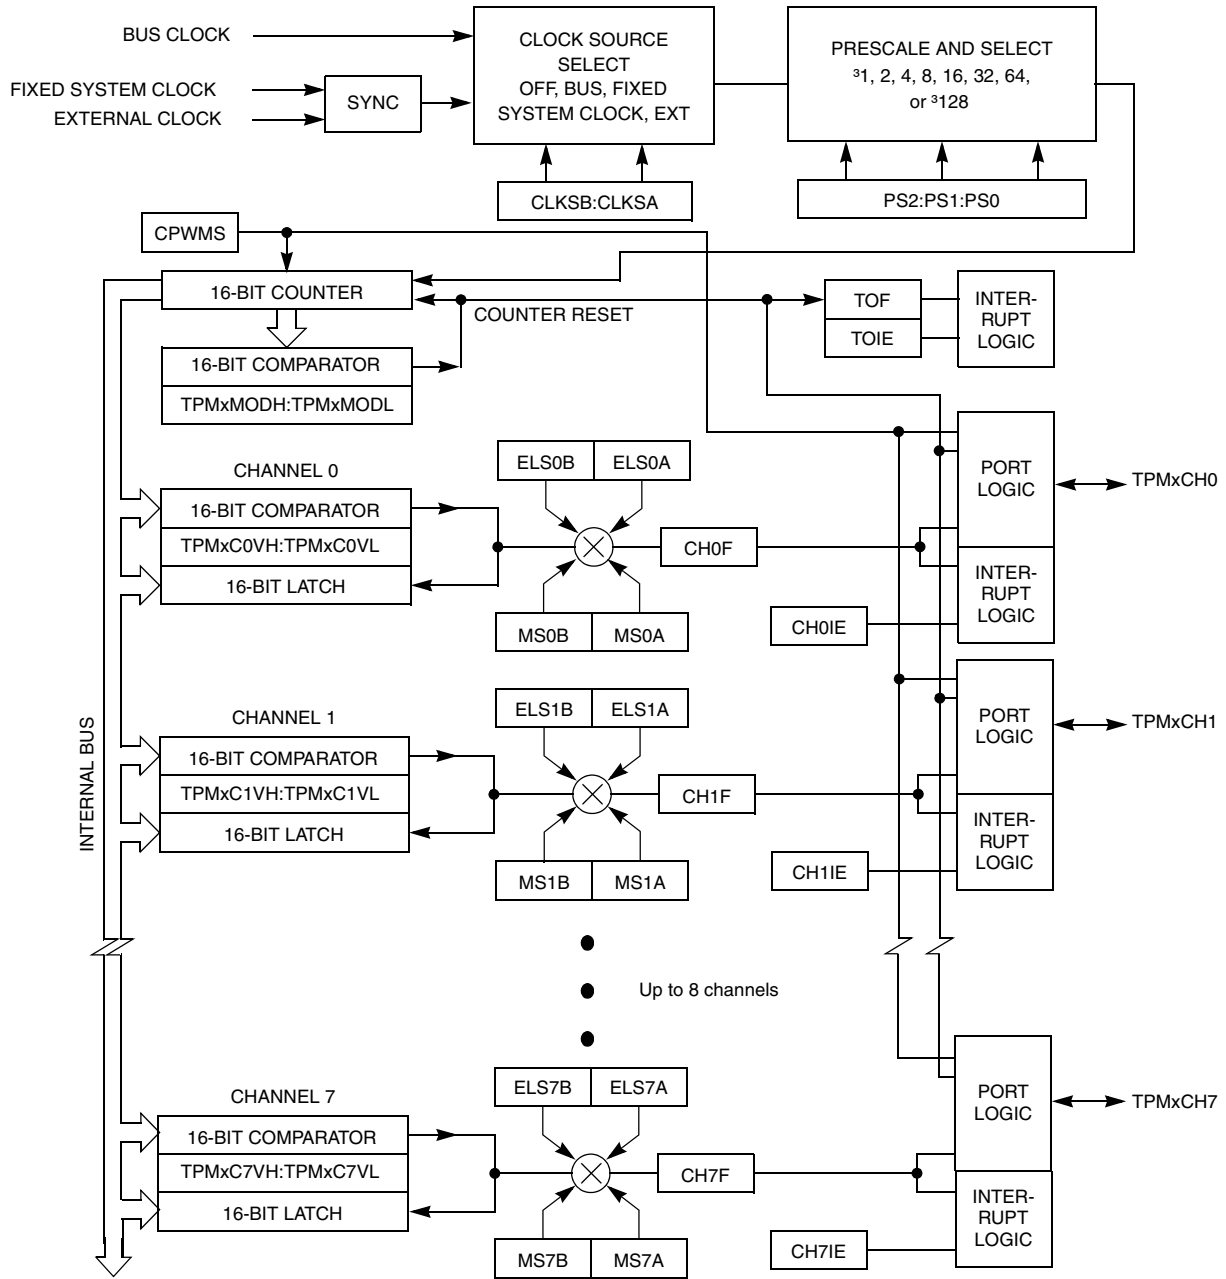 BUS CLOCK
FIXED SYSTEM CLOCK
EXTERNAL CLOCK
SYNC
CLOCK SOURCE
SELECT
OFF, BUS, FIXED
SYSTEM CLOCK, EXT
PRESCALE AND SELECT
³1, 2, 4, 8, 16, 32, 64,
or ³128
CLKSB:CLKSA
PS2:PS1:PS0
CPWMS
16-BIT COUNTER
COUNTER RESET
TOF
TOIE
INTER-
RUPT
LOGIC
16-BIT COMPARATOR
TPMxMODH:TPMxMODL
CHANNEL 0
16-BIT COMPARATOR
TPMxC0VH:TPMxC0VL
16-BIT LATCH
ELS0B
ELS0A
MS0B
MS0A
CH0F
CH0IE
PORT
LOGIC
INTER-
RUPT
LOGIC
TPMxCH0
INTERNAL BUS
CHANNEL 1
16-BIT COMPARATOR
TPMxC1VH:TPMxC1VL
16-BIT LATCH
ELS1B
ELS1A
MS1B
MS1A
CH1F
CH1IE
PORT
LOGIC
INTER-
RUPT
LOGIC
TPMxCH1
Up to 8 channels
CHANNEL 7
16-BIT COMPARATOR
TPMxC7VH:TPMxC7VL
16-BIT LATCH
ELS7B
ELS7A
MS7B
MS7A
CH7F
CH7IE
PORT
LOGIC
INTER-
RUPT
LOGIC
TPMxCH7